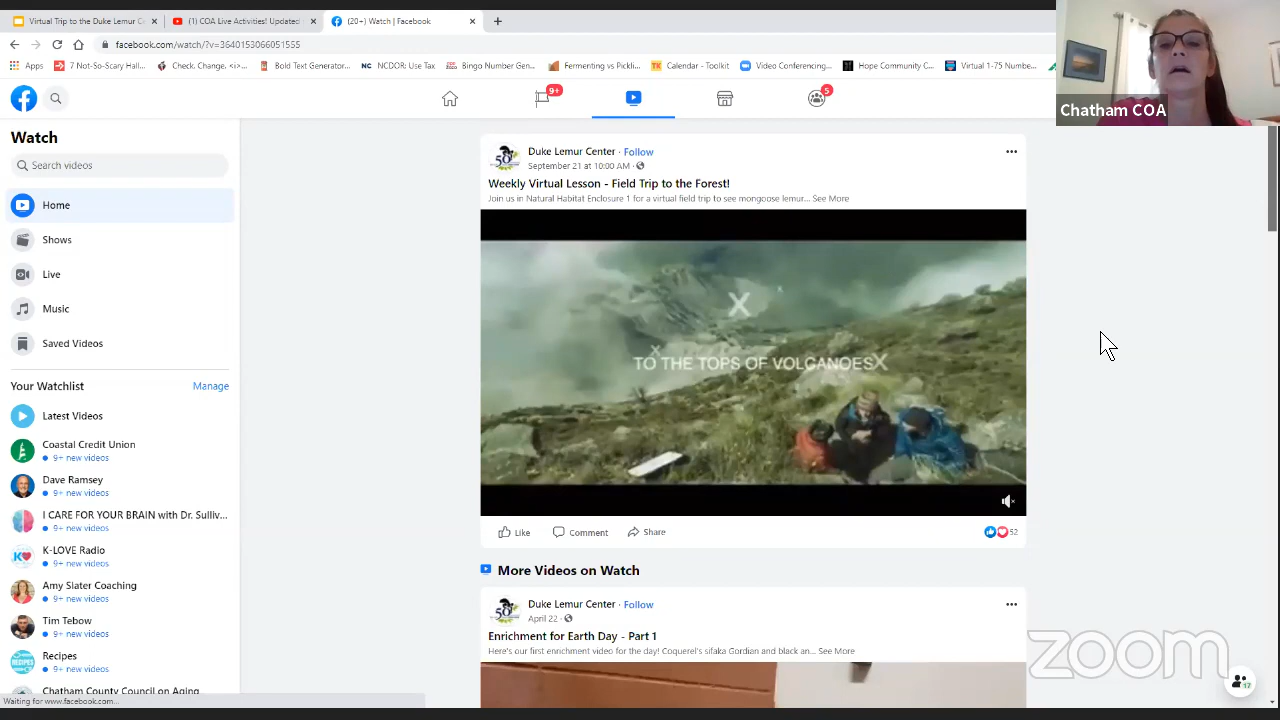 Virtual Trip to the Duke Lemur C
(1) COA Live Activities! Updated
(20+) Watch | Facebook
facebook.com/watch/?v=3640153066051555
Apps
7 Not-So-Scary Hall...
Check, Change, <i>...
Bold Text Generator...
NC NCDOR: Use Tax
Bingo Number Gen...
Fermenting vs Pickli...
TK Calendar - Toolkit
Video Conferencing...
Hope Community C...
Virtual 1-75 Numbe...
Chatham COA
9+
5
Watch
Search videos
Home
Shows
Live
Music
Saved Videos
Your Watchlist
Manage
Latest Videos
Coastal Credit Union
9+ new videos
Dave Ramsey
9+ new videos
I CARE FOR YOUR BRAIN with Dr. Sulliv...
9+ new videos
K-LOVE Radio
9+ new videos
Amy Slater Coaching
9+ new videos
Tim Tebow
9+ new videos
Recipes
9+ new videos
Chatham County Council on Aging
Waiting for www.facebook.com...
50
Duke Lemur Center · Follow
September 21 at 10:00 AM ·
Weekly Virtual Lesson - Field Trip to the Forest!
Join us in Natural Habitat Enclosure 1 for a virtual field trip to see mongoose lemur... See More
TO THE TOPS OF VOLCANOES
Like
Comment
Share
52
More Videos on Watch
50
Duke Lemur Center · Follow
April 22 ·
Enrichment for Earth Day - Part 1
Here's our first enrichment video for the day! Coquerel's sifaka Gordian and black an... See More
zoom
17